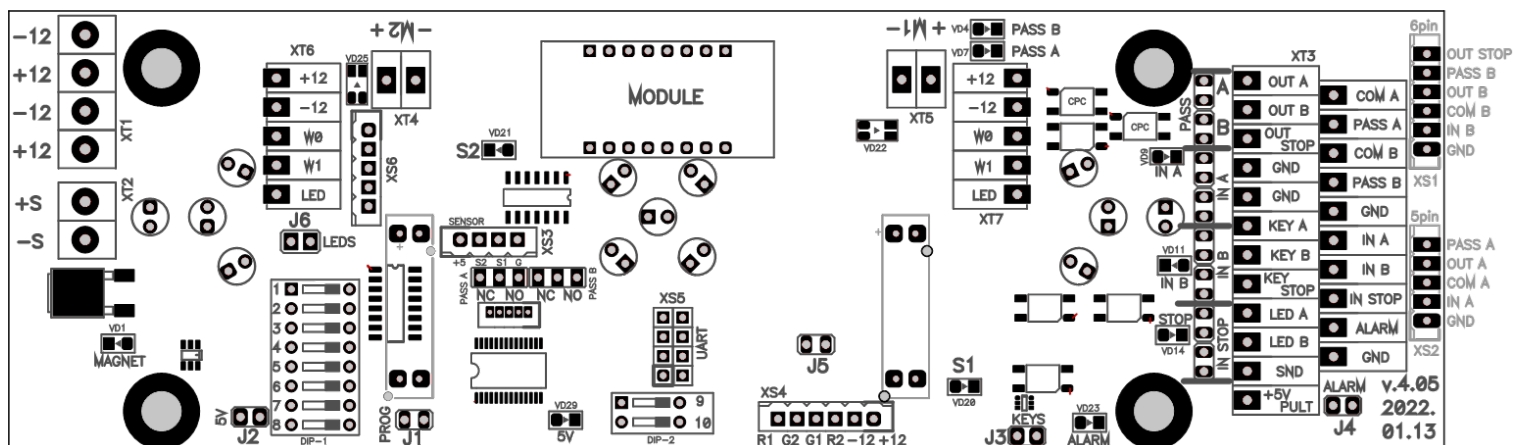 -12
+12
-12
+12
XT1
XT2
+S
-S
VD1
MAGNET
XT6
+12
-12
W0
W1
LED
VD25
-M2+
XT4
XS6
J6
LEDS
1
2
3
4
5
6
7
8
DIP-1
5V
J2
PROG
J1
S2
VD21
MODULE
SENSOR
XS3
+5 S2 S1 G
PASS A
NC NO NC NO
PASS B
XS5
UART
VD29
5V
9
10
DIP-2
+M1-
XT5
VD22
VD4
PASS B
VD7
PASS A
+12
-12
W0
W1
LED
XT7
J5
XS4
R1 G2 G1 R2 -12 +12
S1
VD20
CPC
CPC
KEYS
J3
VD23
ALARM
PASS
A
B
VD9
IN A
IN A
VD11
IN B
IN B
STOP
VD14
IN STOP
XT3
OUT A
OUT B
OUT STOP
GND
GND
KEY A
KEY B
KEY STOP
LED A
LED B
SND
+5V PULT
COM A
PASS A
COM B
PASS B
GND
IN A
IN B
IN STOP
ALARM
GND
ALARM
J4
v.4.05
2022.
01.13
6pin
OUT STOP
PASS B
OUT B
COM B
IN B
GND
XS1
5pin
PASS A
OUT A
COM A
IN A
GND
XS2